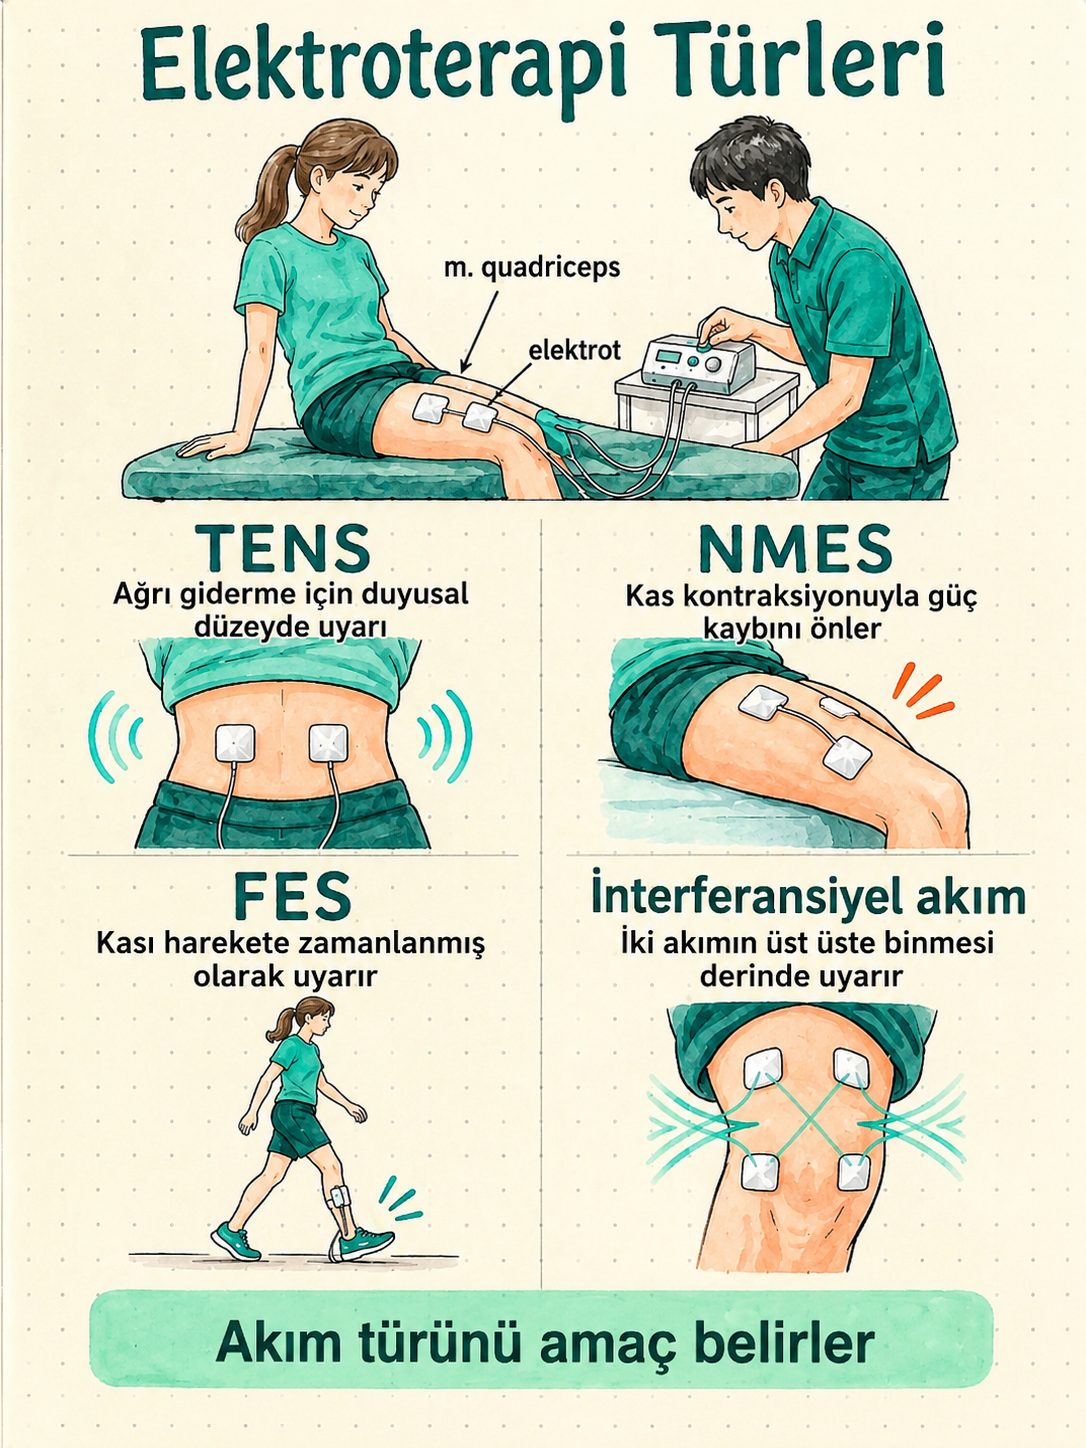 Elektroterapi Türleri
m. quadriceps
elektrot
TENS
Ağrı giderme için duyusal
düzeyde uyarı
NMES
Kas kontraksiyonuyla güç
kaybını önler
FES
Kası harekete zamanlanmış
olarak uyarır
İnterferansiyel akım
İki akımın üst üste binmesi
derinde uyarır
Akım türünü amaç belirler